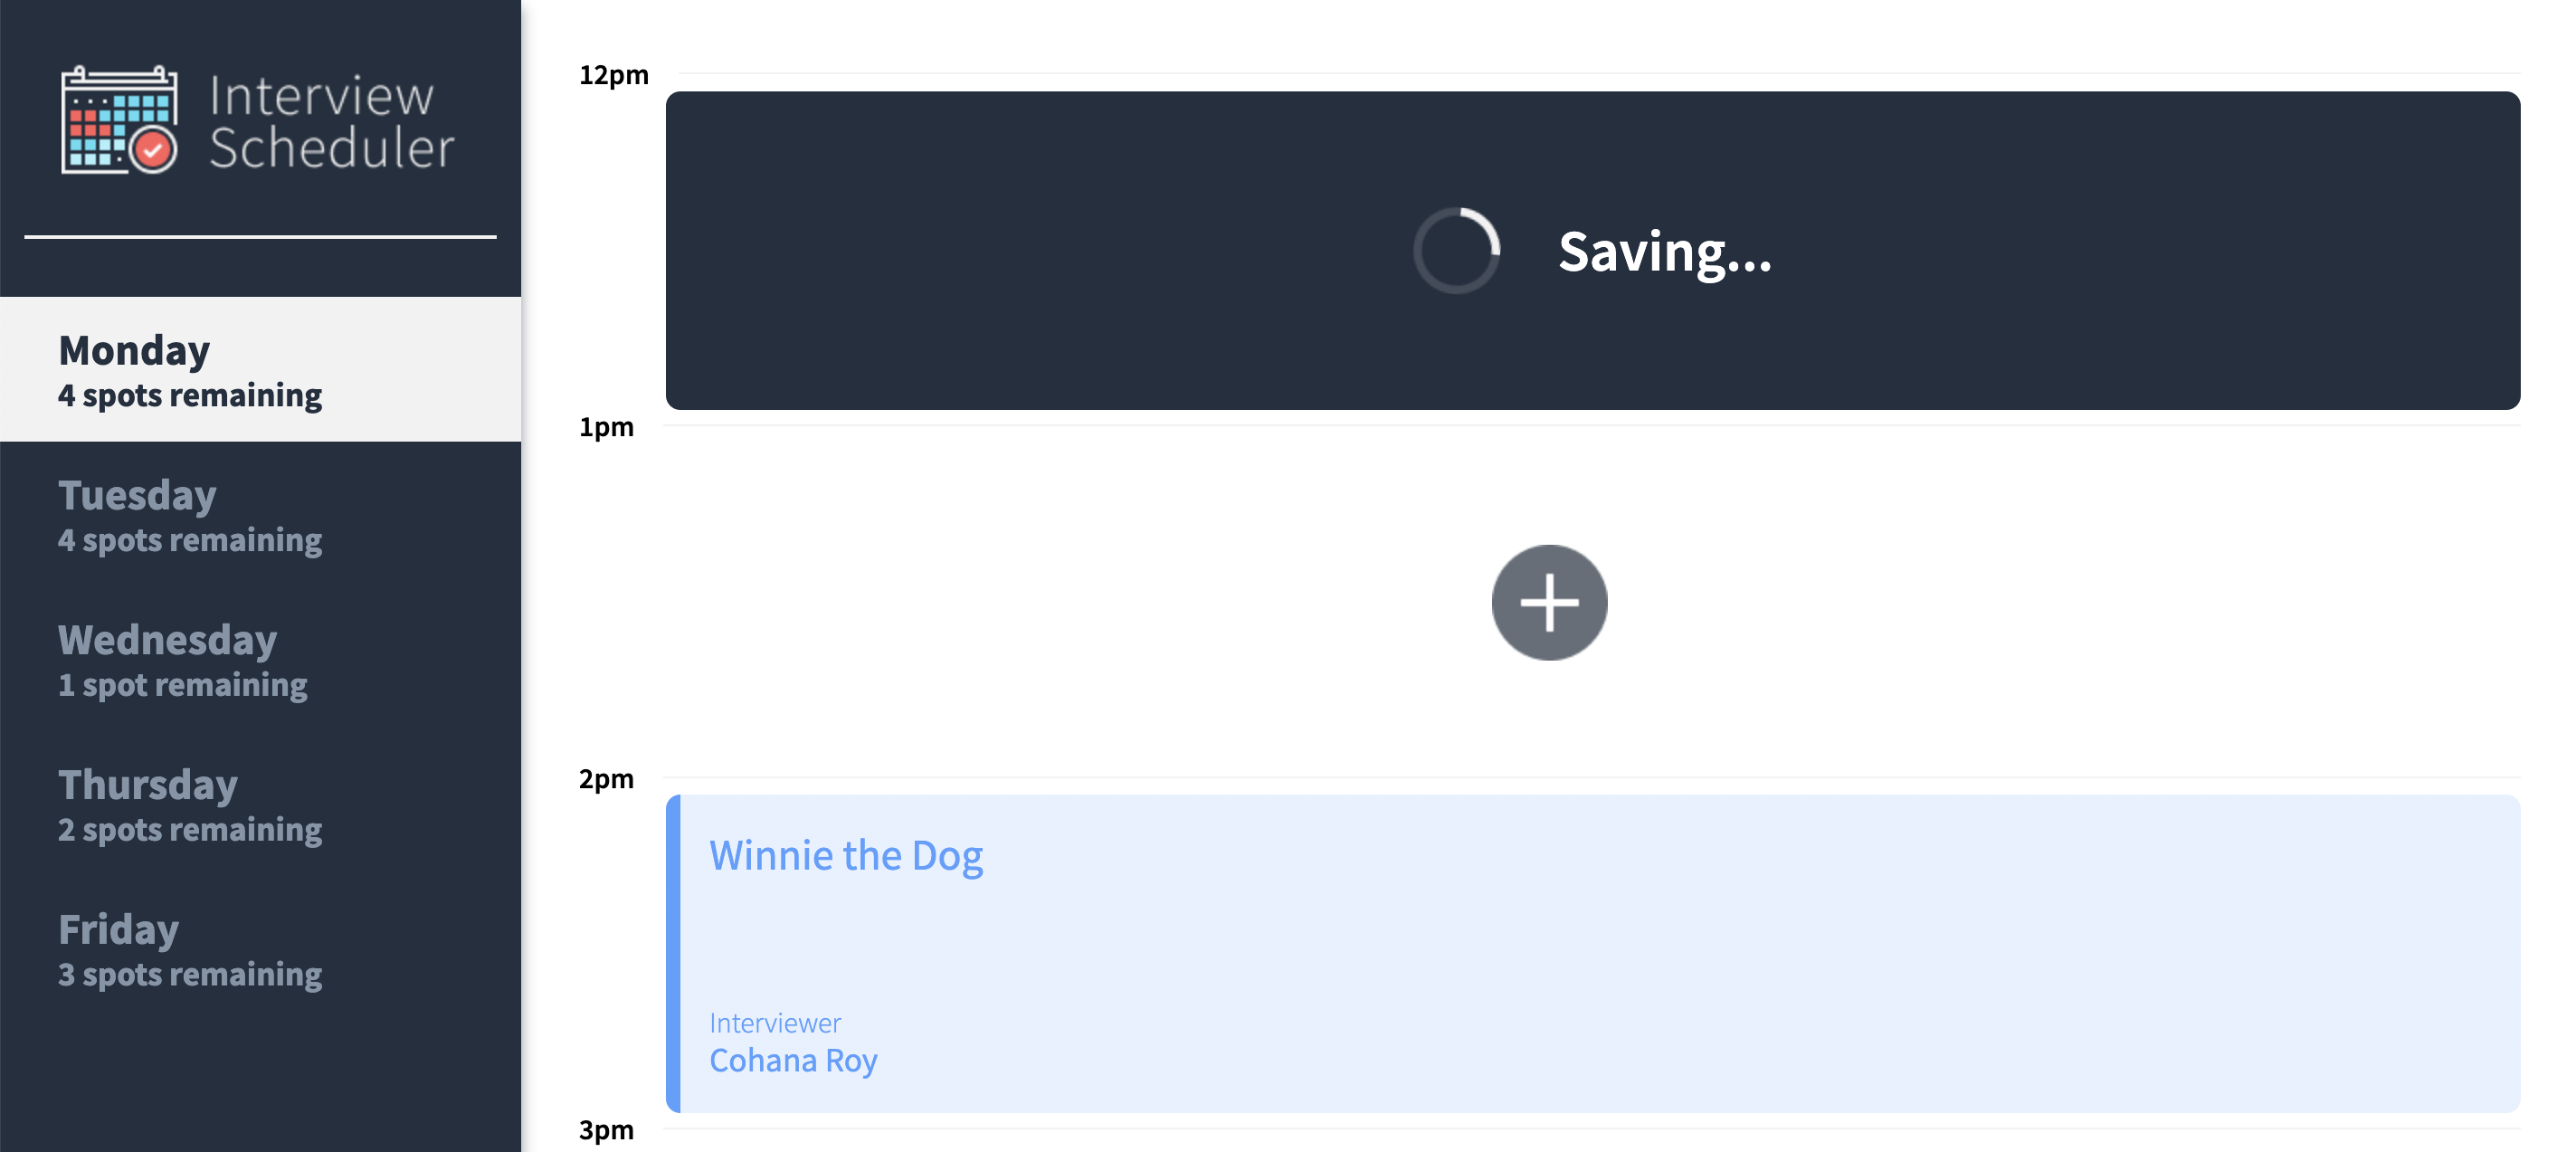 Interview
Scheduler
Monday
4 spots remaining
Tuesday
4 spots remaining
Wednesday
1 spot remaining
Thursday
2 spots remaining
Friday
3 spots remaining
12pm
Saving...
1pm
2pm
Winnie the Dog
Interviewer
Cohana Roy
3pm